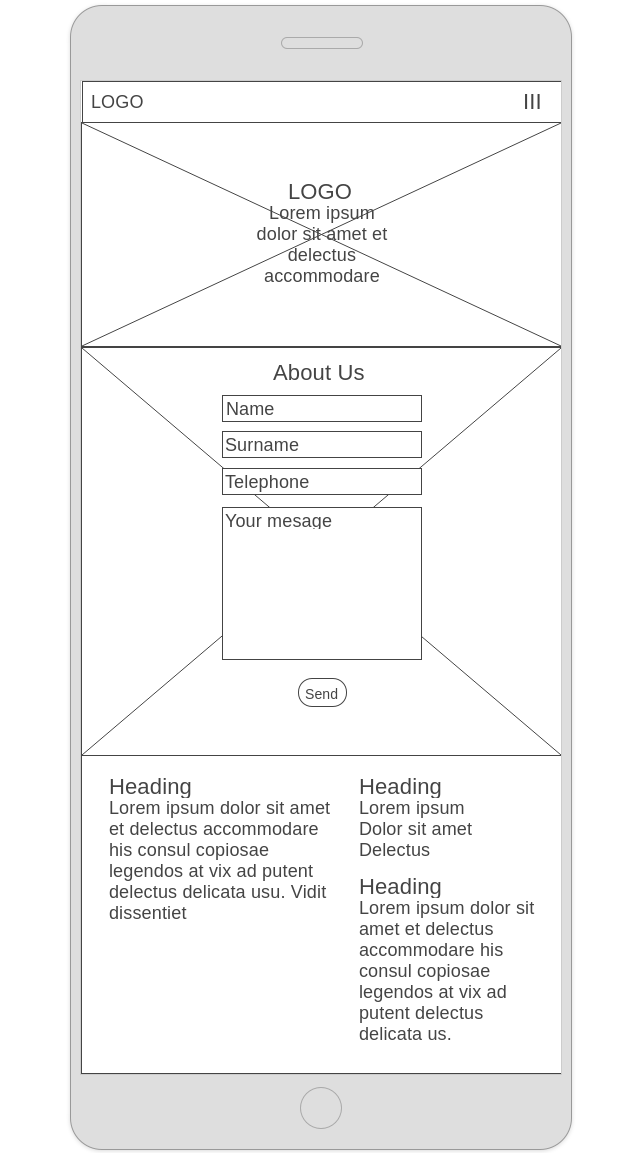 LOGO
LOGO
Lorem ipsum
dolor sit amet et
delectus
accommodare
About Us
Name
Surname
Telephone
Your mesage
Send
Heading
Lorem ipsum dolor sit amet
et delectus accommodare
his consul copiosae
legendos at vix ad putent
delectus delicata usu. Vidit
dissentiet
Heading
Lorem ipsum
Dolor sit amet
Delectus
Heading
Lorem ipsum dolor sit
amet et delectus
accommodare his
consul copiosae
legendos at vix ad
putent delectus
delicata us.